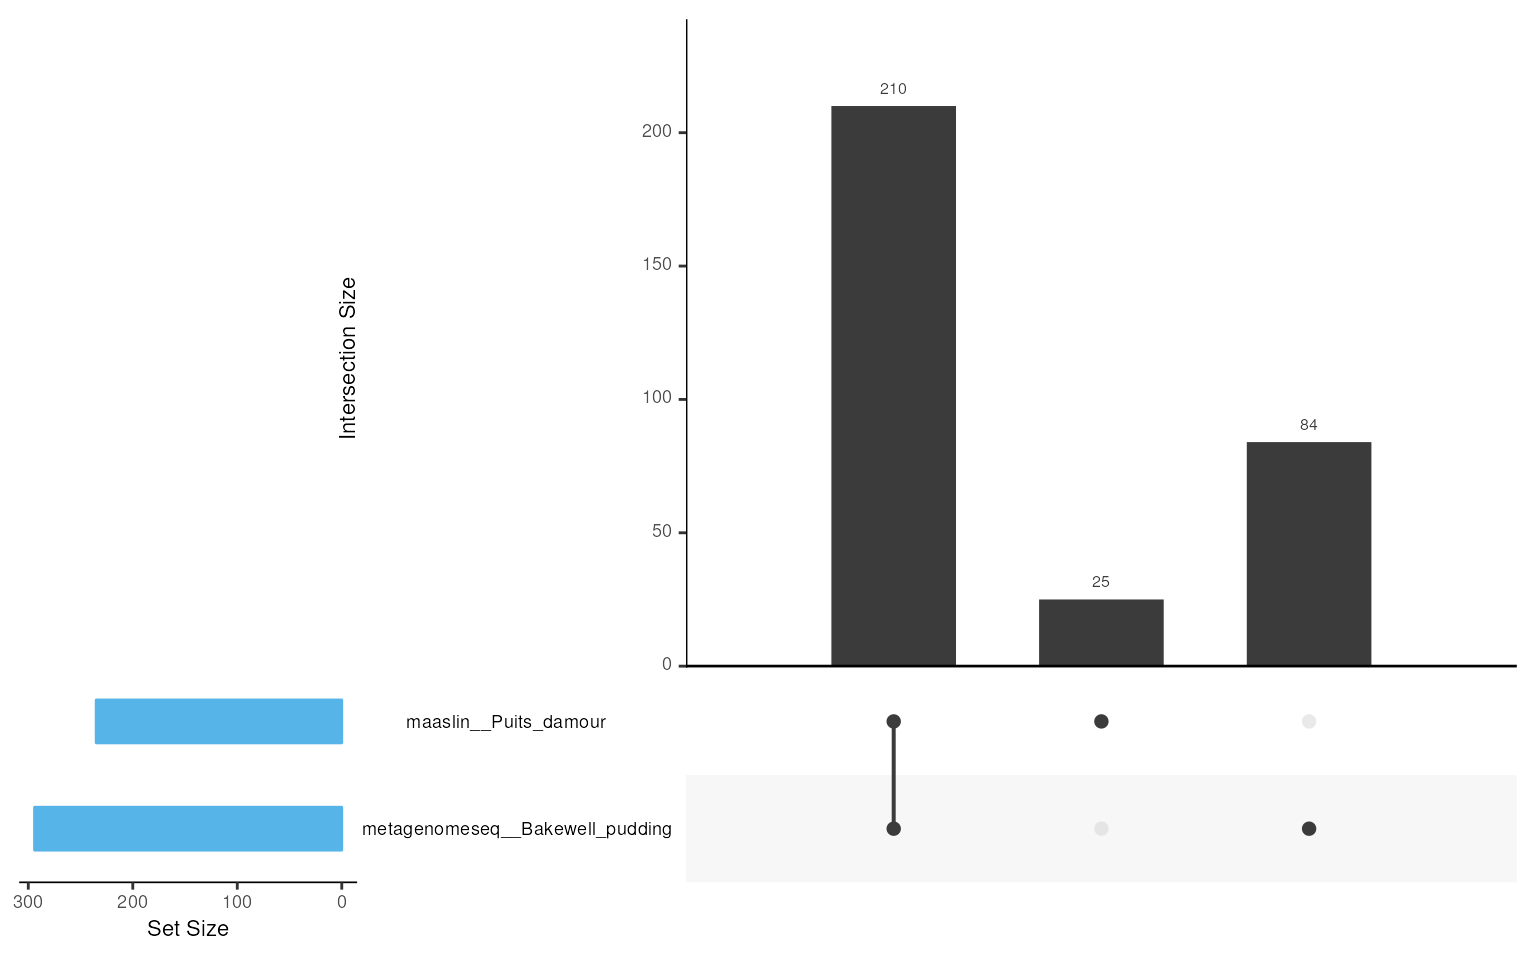 210
200
150
100
84
50
25
0
Intersection Size
maaslin__Puits_damour
metagenomeseq__Bakewell_pudding
300 200 100 0
Set Size